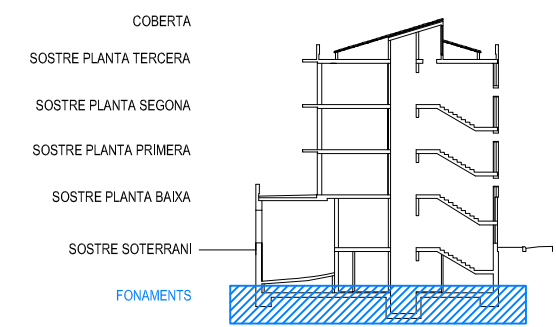 COBERTA
SOSTRE PLANTA TERCERA
SOSTRE PLANTA SEGONA
SOSTRE PLANTA PRIMERA
SOSTRE PLANTA BAIXA
SOSTRE SOTERRANI
FONAMENTS